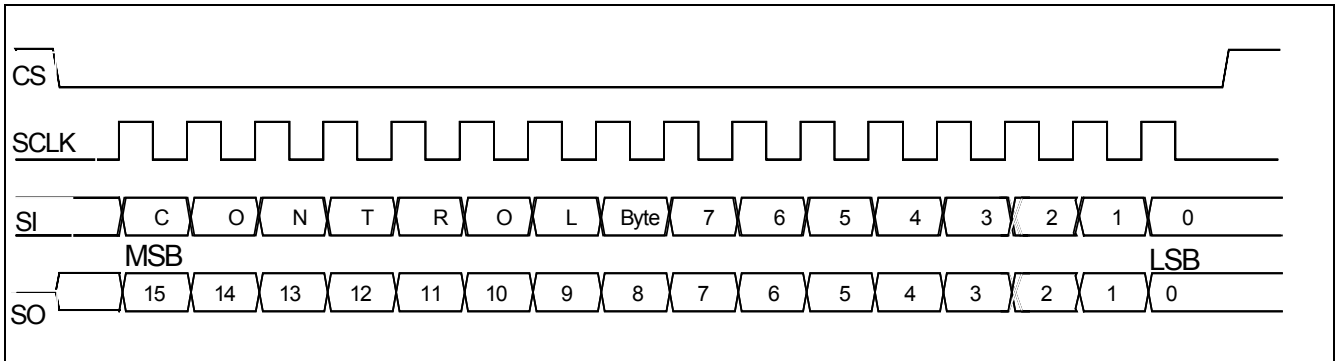 CS
SCLK
SI C O N T R O L Byte 7 6 5 4 3 2 1 0
MSB LSB
SO 15 14 13 12 11 10 9 8 7 6 5 4 3 2 1 0